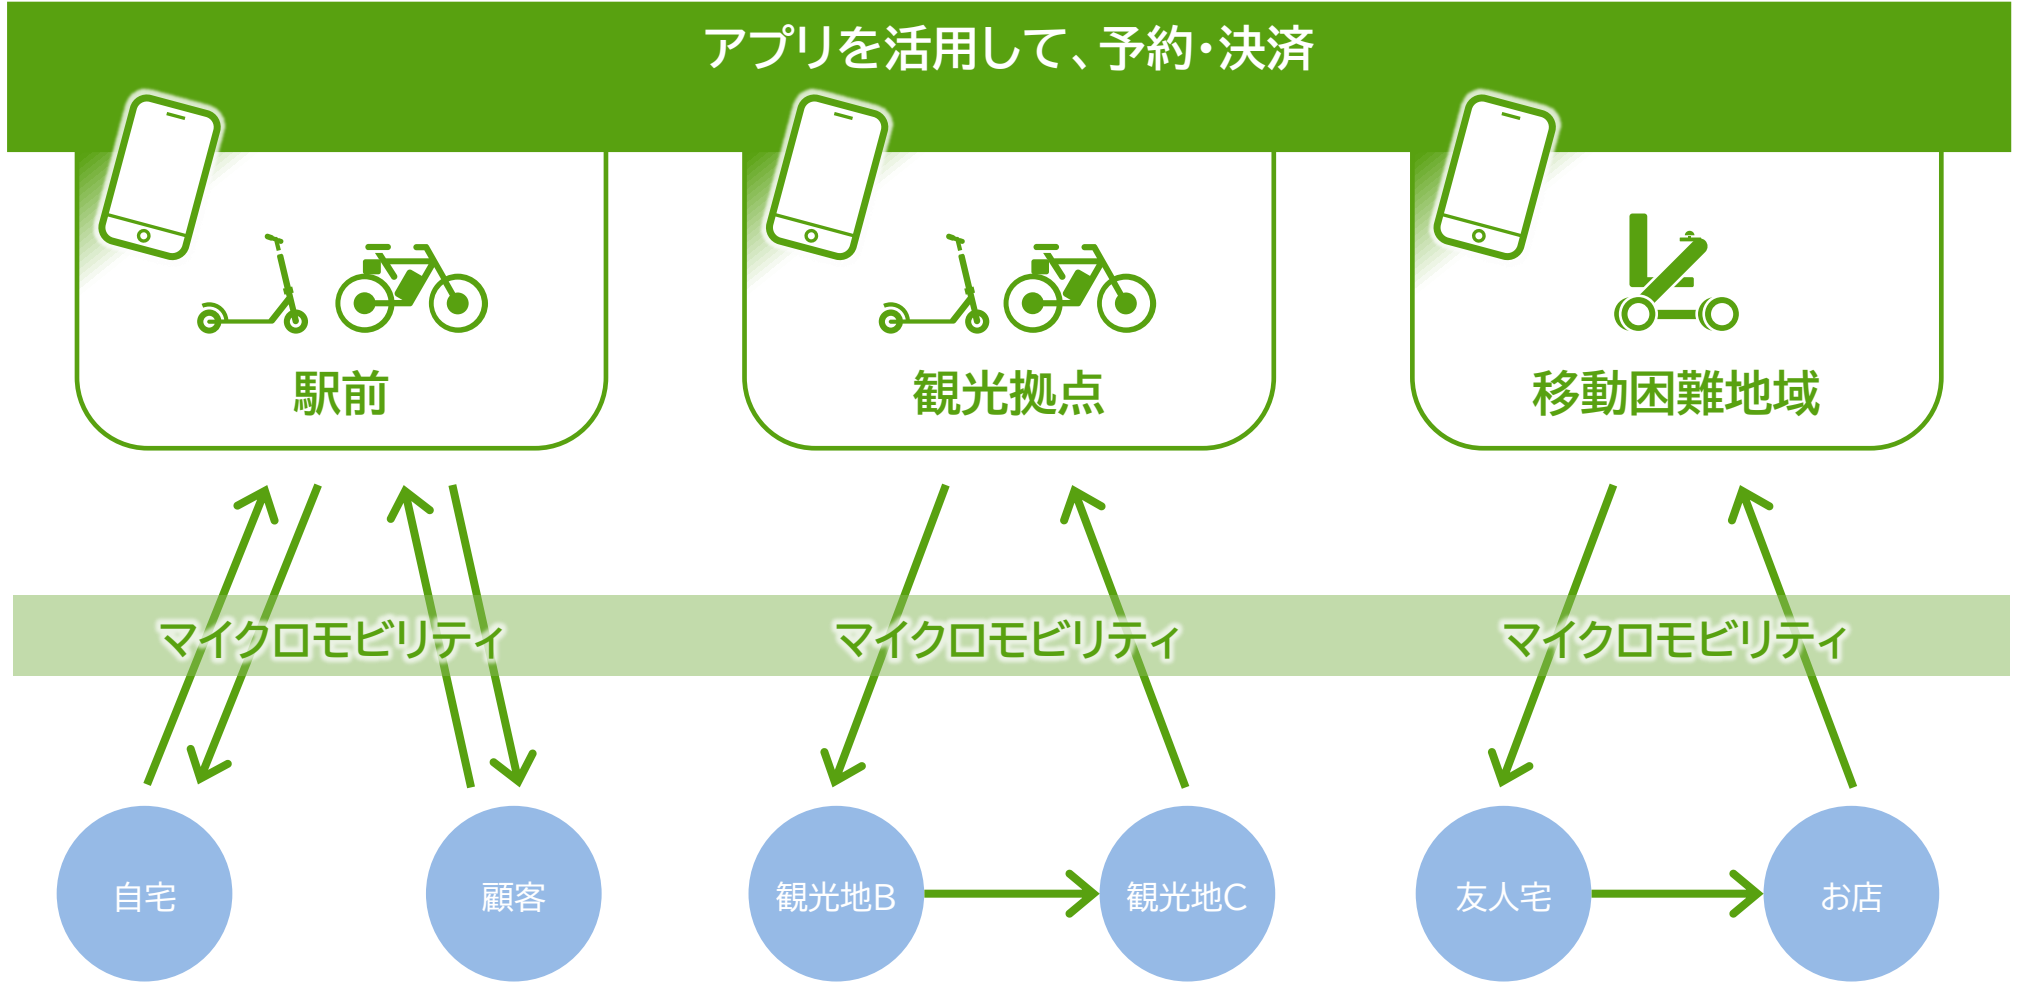 アプリを活用して、予約・決済
駅前
観光拠点
移動困難地域
マイクロモビリティ
マイクロモビリティ
マイクロモビリティ
自宅
顧客
観光地B
観光地C
友人宅
お店